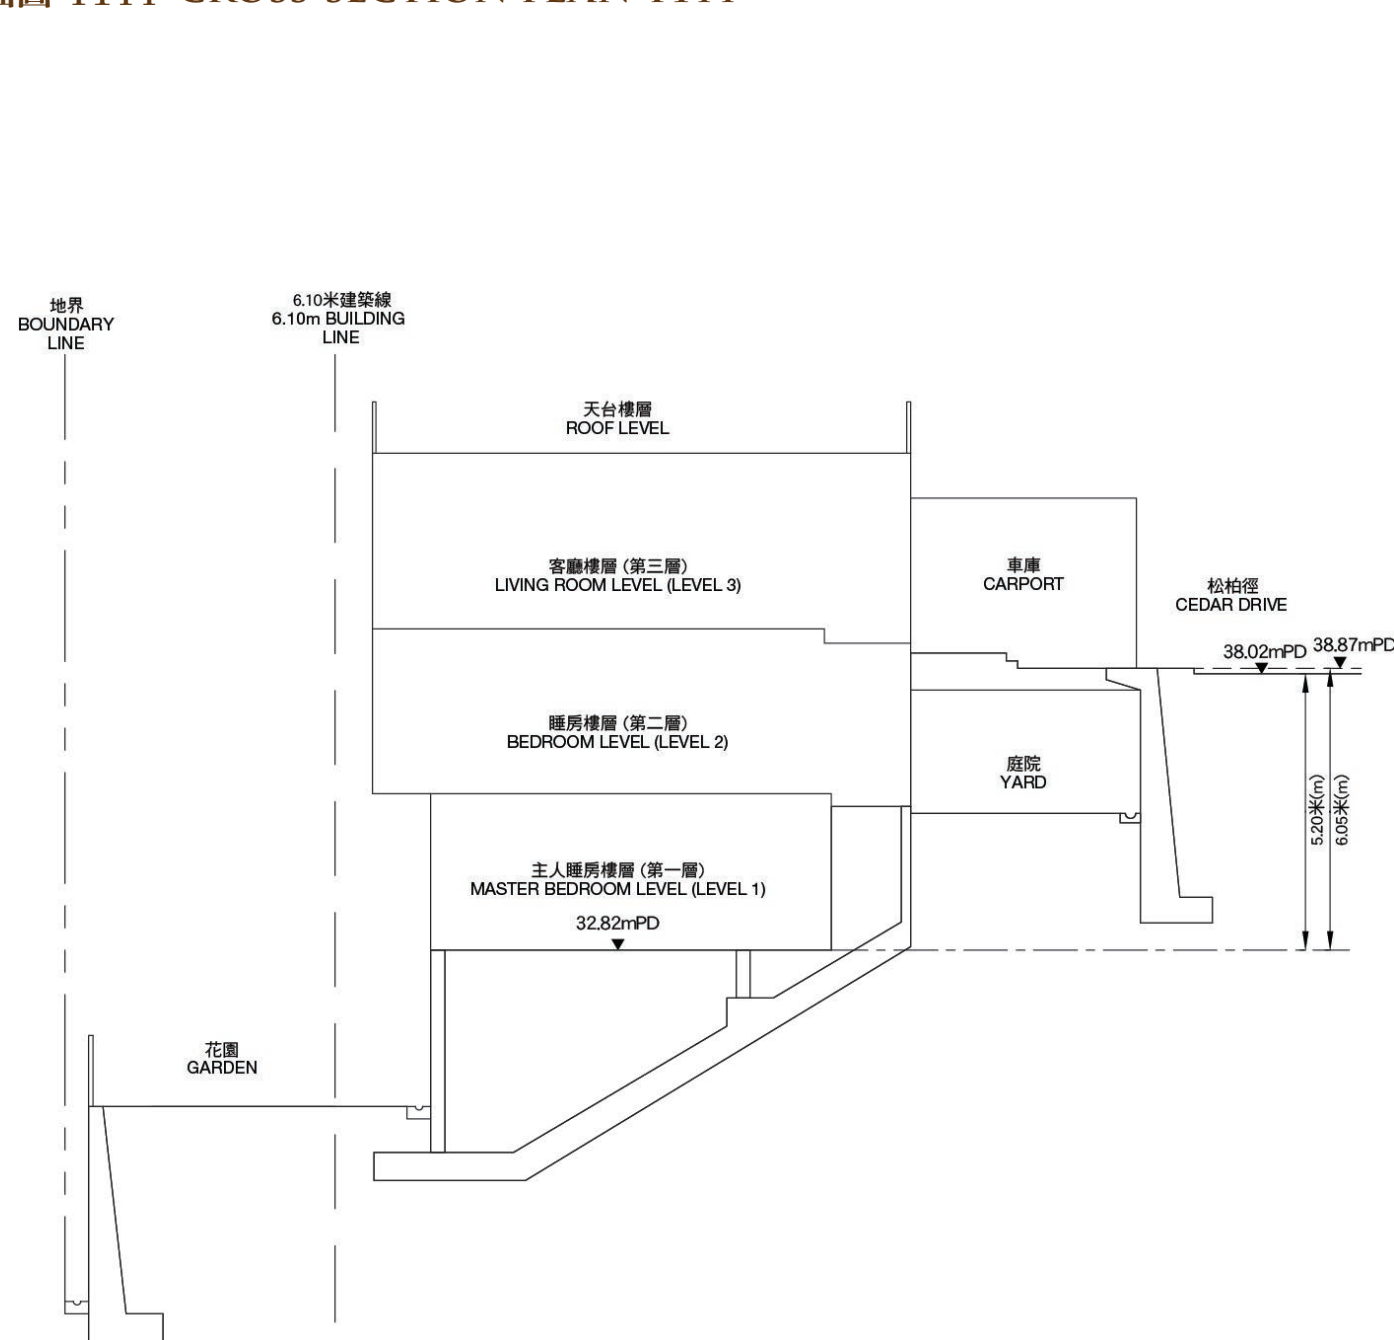 地界
BOUNDARY
LINE
6.10米建築線
6.10m BUILDING
LINE
天台樓層
ROOF LEVEL
客廳樓層 (第三層)
LIVING ROOM LEVEL (LEVEL 3)
車庫
CARPORT
松柏徑
CEDAR DRIVE
38.02mPD
38.87mPD
睡房樓層 (第二層)
BEDROOM LEVEL (LEVEL 2)
庭院
YARD
5.20米(m)
6.05米(m)
主人睡房樓層 (第一層)
MASTER BEDROOM LEVEL (LEVEL 1)
32.82mPD
花園
GARDEN